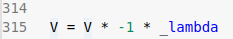 314
315 V = V * -1 * _lambda